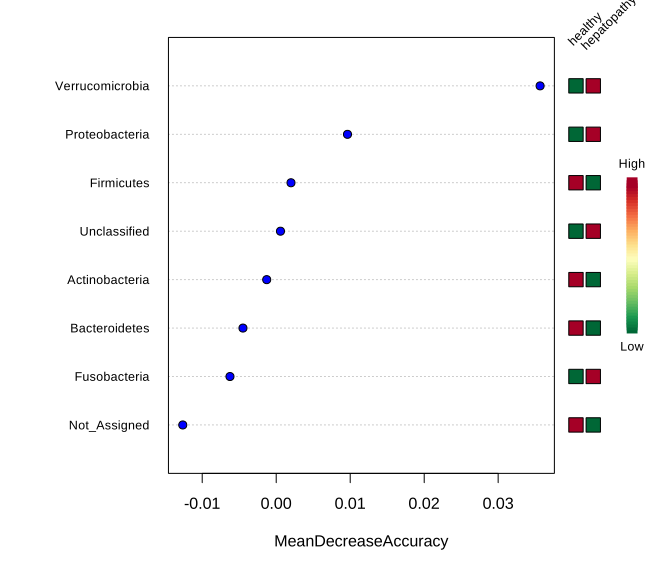 healthy
hepatopathy
Verrucomicrobia
Proteobacteria
Firmicutes
Unclassified
Actinobacteria
Bacteroidetes
Fusobacteria
Not_Assigned
High
Low
-0.01 0.00 0.01 0.02 0.03
MeanDecreaseAccuracy